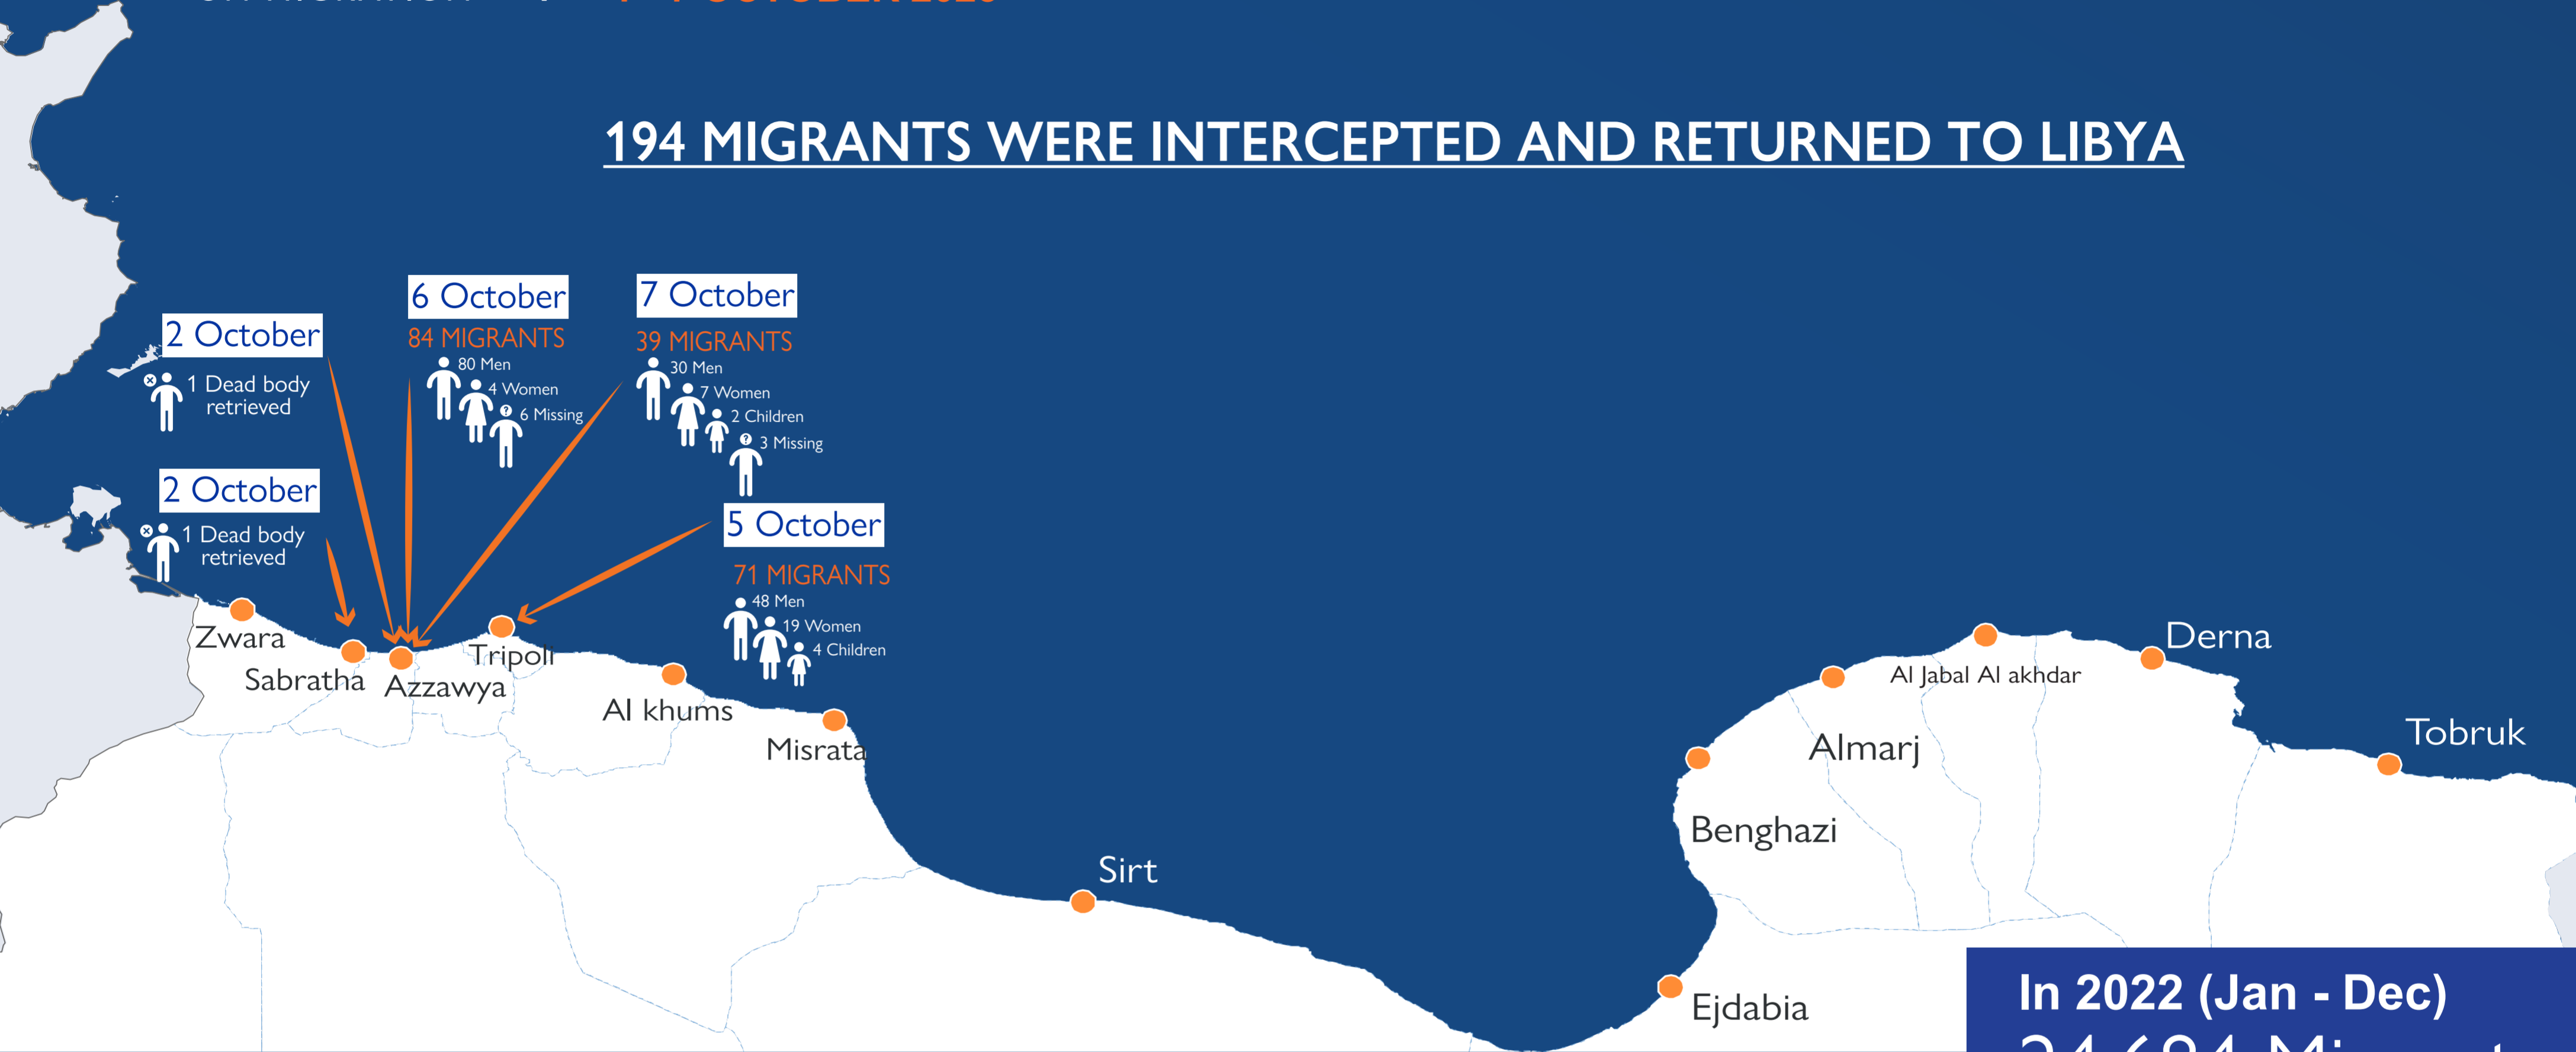 194 MIGRANTS WERE INTERCEPTED AND RETURNED TO LIBYA
2 October
1 Dead body
retrieved
6 October
84 MIGRANTS
80 Men
4 Women
6 Missing
7 October
39 MIGRANTS
30 Men
7 Women
2 Children
3 Missing
2 October
1 Dead body
retrieved
5 October
71 MIGRANTS
48 Men
19 Women
4 Children
Zwara
Sabratha
Azzawya
Tripoli
Al khums
Misrata
Sirt
Ejdabia
Benghazi
Almarj
Al Jabal Al akhdar
Derna
Tobruk
In 2022 (Jan - Dec)